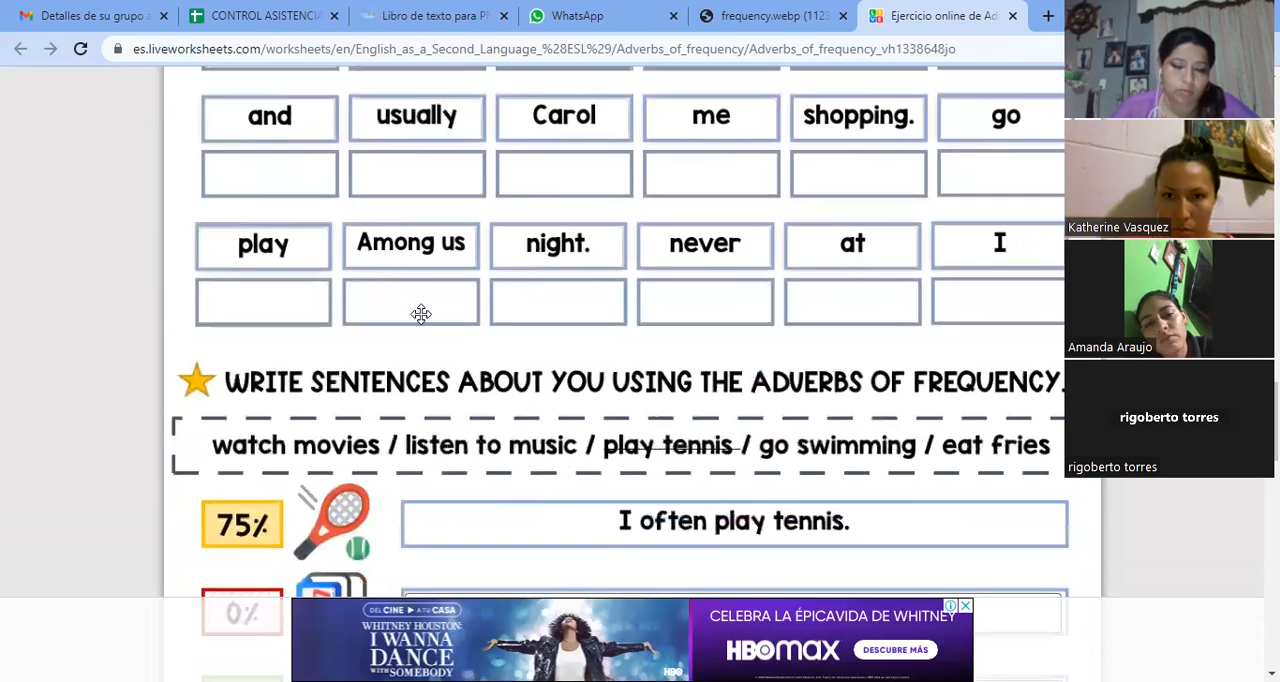 Detalles de su grupo a
CONTROL ASISTENCIA
Libro de texto para PN
WhatsApp
frequency.webp (1123
Ejercicio online de Ad
es.liveworksheets.com/worksheets/en/English_as_a_Second_Language_%28ESL%29/Adverbs_of_frequency/Adverbs_of_frequency_vh1338648jo
and usually Carol me shopping. go
play Among us night. never at I
WRITE SENTENCES ABOUT YOU USING THE ADVERBS OF FREQUENCY.
watch movies / listen to music / play tennis / go swimming / eat fries
75% I often play tennis.
0%
DEL CINE ▶ A TU CASA
WHITNEY HOUSTON:
I WANNA
DANCE
WITH SOMEBODY
HBO
CELEBRA LA ÉPICAVIDA DE WHITNEY
HBOmax
DESCUBRE MÁS
Katherine Vasquez
Amanda Araujo
rigoberto torres
rigoberto torres